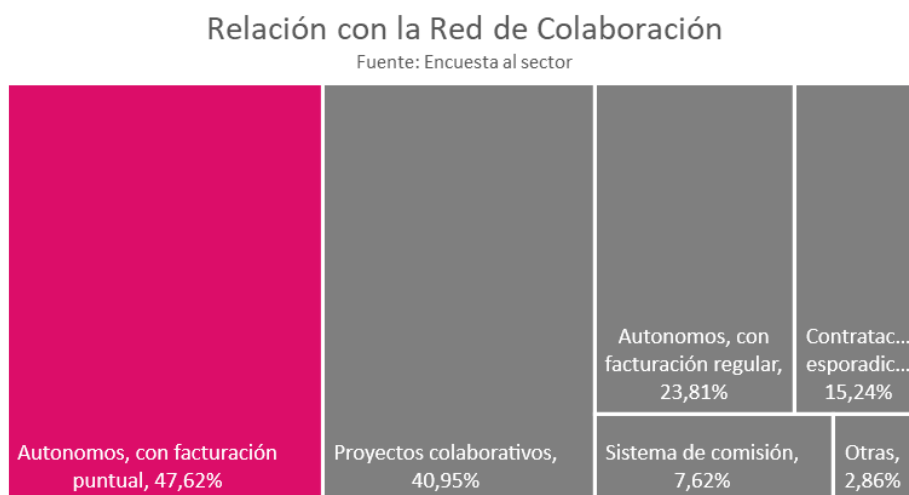 Relación con la Red de Colaboración
Fuente: Encuesta al sector
Autonomos, con facturación
puntual, 47,62%
Proyectos colaborativos,
40,95%
Autonomos, con
facturación regular,
23,81%
Contratac...
esporadic...
15,24%
Sistema de comisión,
7,62%
Otras,
2,86%